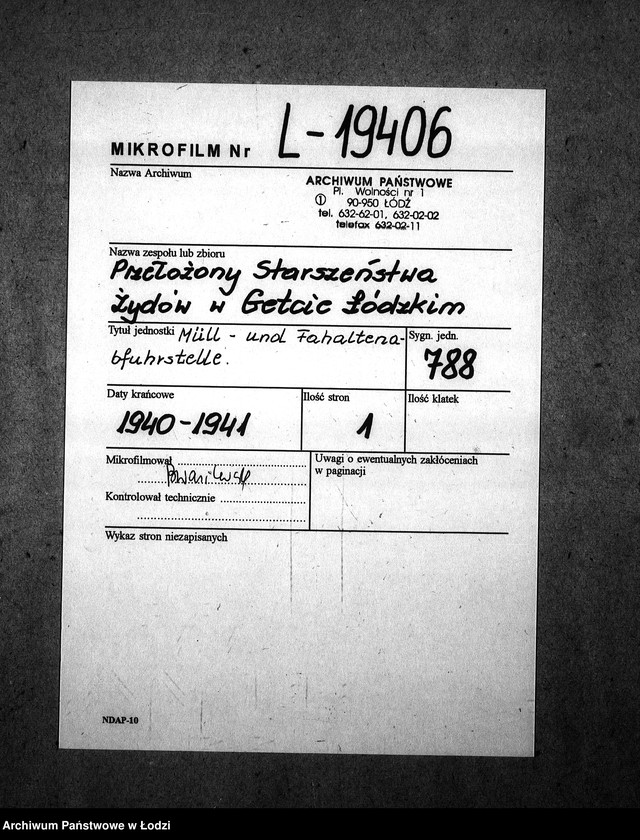 MIKROFILM Nr L-19406
Nazwa Archiwum
ARCHIWUM PAŃSTWOWE
Pl. Wolności nr 1
① 90-950 ŁÓDŹ
tel. 632-62-01, 632-02-02
telefax 632-02-11
Nazwa zespołu lub zbioru
Przełożony Starszeństwa
Żydów w Getcie Łódzkim
Tytuł jednostki Müll - und Fahaltena-
bfuhrstelle.
Sygn. jedn.
788
Daty krańcowe
1940-1941
Ilość stron
1
Ilość klatek
Mikrofilmował
Kontrolował technicznie
Uwagi o ewentualnych zakłóceniach
w paginacji
Wykaz stron niezapisanych
NDAP-10
Archiwum Państwowe w Łodzi